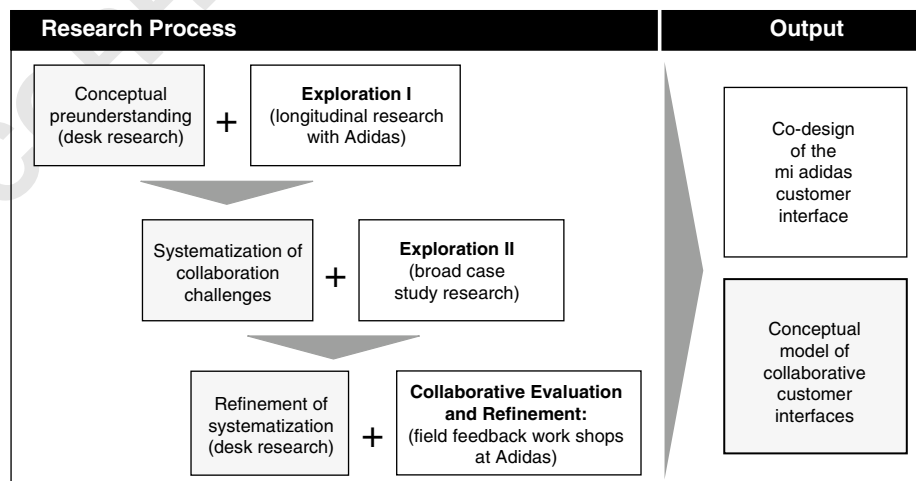 Research Process
Output
Conceptual
preunderstanding
(desk research)
+
Exploration I
(longitudinal research
with Adidas)
Systematization of
collaboration
challenges
+
Exploration II
(broad case
study research)
Refinement of
systematization
(desk research)
+
Collaborative Evaluation
and Refinement:
(field feedback work shops
at Adidas)
Co-design
of the
mi adidas
customer
interface
Conceptual
model of
collaborative
customer
interfaces